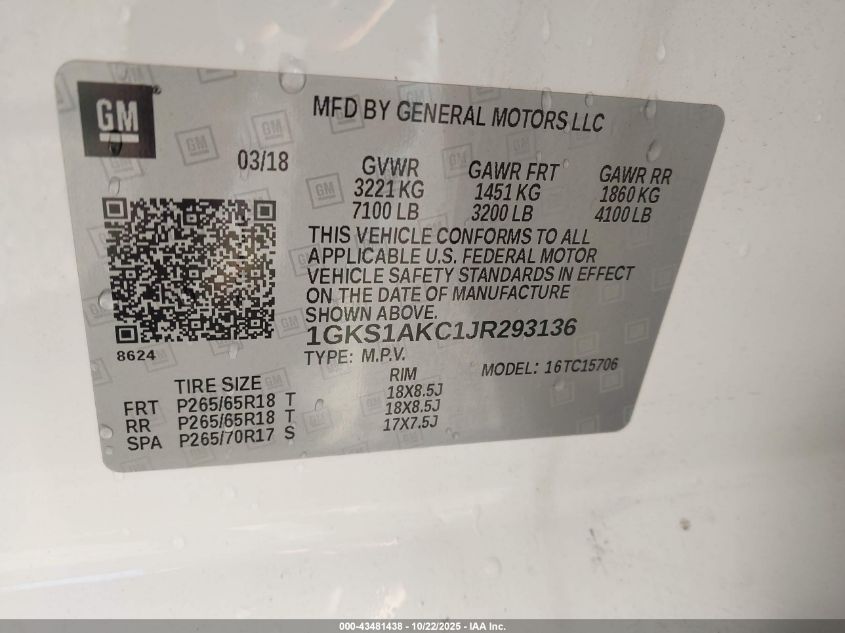 GM
MFD BY GENERAL MOTORS LLC
03/18
GVWR GAWR FRT GAWR RR
3221 KG 1451 KG 1860 KG
7100 LB 3200 LB 4100 LB
THIS VEHICLE CONFORMS TO ALL
APPLICABLE U.S. FEDERAL MOTOR
VEHICLE SAFETY STANDARDS IN EFFECT
ON THE DATE OF MANUFACTURE
SHOWN ABOVE.
1GKS1AKC1JR293136
8624
TYPE: M.P.V. MODEL: 16TC15706
TIRE SIZE RIM
FRT P265/65R18 T 18X8.5J
RR P265/65R18 T 18X8.5J
SPA P265/70R17 S 17X7.5J
000-43481438 - 10/22/2025 - IAA Inc.